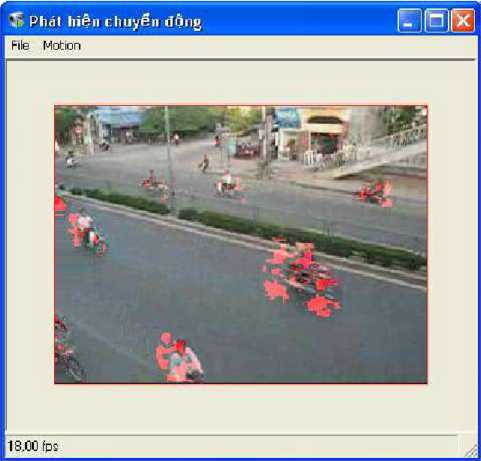 Phát hiện chuyển động
File Motion
18.00 fps